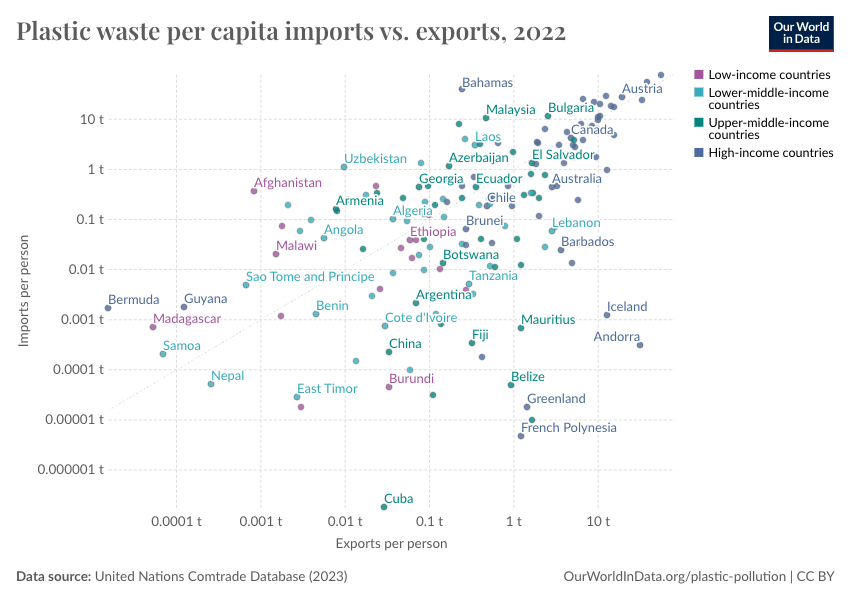 Plastic waste per capita imports vs. exports, 2022
Our World
in Data
Low-income countries
Lower-middle-income
countries
Upper-middle-income
countries
High-income countries
Bahamas
Austria
Malaysia
Bulgaria
10 t
Canada
Laos
Uzbekistan
Azerbaijan
El Salvador
1 t
Afghanistan
Georgia
Ecuador
Australia
Armenia
Chile
Algeria
0.1 t
Brunei
Lebanon
Angola
Ethiopia
Malawi
Barbados
Botswana
0.01 t
Sao Tome and Principe
Tanzania
Bermuda
Guyana
Argentina
Benin
Iceland
0.001 t
Madagascar
Cote d'Ivoire
Mauritius
Samoa
China
Fiji
Andorra
0.0001 t
Nepal
East Timor
Burundi
Belize
Greenland
0.00001 t
French Polynesia
0.000001 t
Cuba
Imports per person
0.0001 t
0.001 t
0.01 t
0.1 t
1 t
10 t
Exports per person
Data source: United Nations Comtrade Database (2023)
OurWorldInData.org/plastic-pollution | CC BY